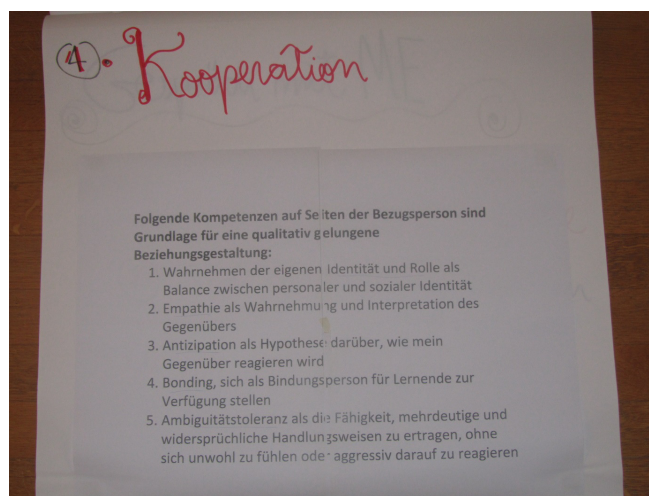 4. Kooperation
Folgende Kompetenzen auf Seiten der Bezugsperson sind
Grundlage für eine qualitativ gelungene
Beziehungsgestaltung:
1. Wahrnehmen der eigenen Identität und Rolle als
Balance zwischen personaler und sozialer Identität
2. Empathie als Wahrnehmung und Interpretation des
Gegenübers
3. Antizipation als Hypothese darüber, wie mein
Gegenüber reagieren wird
4. Bonding, sich als Bindungsperson für Lernende zur
Verfügung stellen
5. Ambiguitätstoleranz als die Fähigkeit, mehrdeutige und
widersprüchliche Handlungsweisen zu ertragen, ohne
sich unwohl zu fühlen oder aggressiv darauf zu reagieren